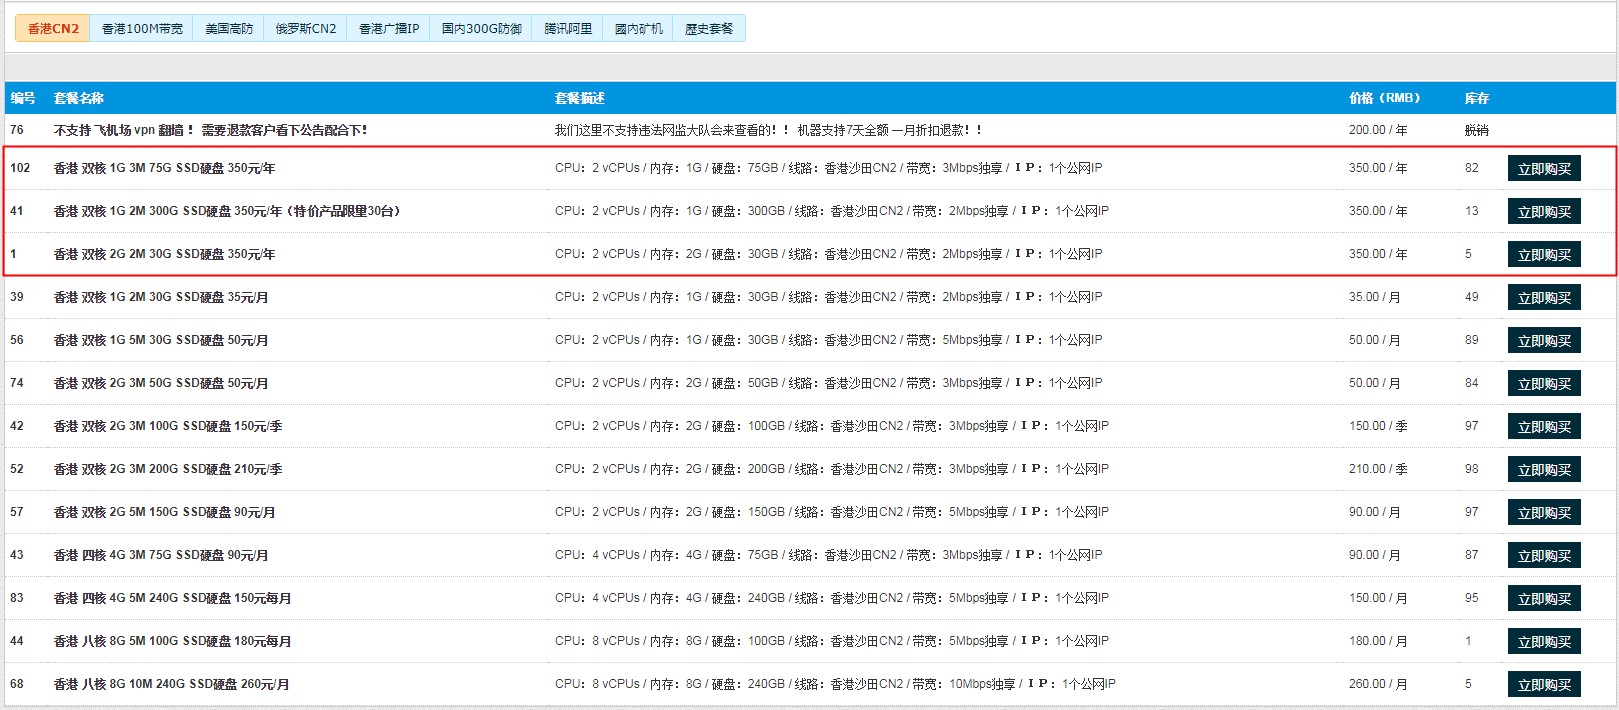 香港CN2 香港100M带宽 美国高防 俄罗斯CN2 香港广播IP 国内300G防御 腾讯阿里 國內矿机 歷史套餐
编号 套餐名称 套餐描述 价格（RMB） 库存
76 不支持 飞机场 vpn 翻墙 ！ 需要退款客户看下公告配合下！ 我们这里不支持违法网监大队会来查看的！！ 机器支持7天全额 一月折扣退款！！ 200.00 / 年 脱销
102 香港 双核 1G 3M 75G SSD硬盘 350元/年 CPU：2 vCPUs / 内存：1G / 硬盘：75GB / 线路：香港沙田CN2 / 带宽：3Mbps独享 / ＩＰ：1个公网IP 350.00 / 年 82 立即购买
41 香港 双核 1G 2M 300G SSD硬盘 350元/年（特价产品限量30台） CPU：2 vCPUs / 内存：1G / 硬盘：300GB / 线路：香港沙田CN2 / 带宽：2Mbps独享 / ＩＰ：1个公网IP 350.00 / 年 13 立即购买
1 香港 双核 2G 2M 30G SSD硬盘 350元/年 CPU：2 vCPUs / 内存：2G / 硬盘：30GB / 线路：香港沙田CN2 / 带宽：2Mbps独享 / ＩＰ：1个公网IP 350.00 / 年 5 立即购买
39 香港 双核 1G 2M 30G SSD硬盘 35元/月 CPU：2 vCPUs / 内存：1G / 硬盘：30GB / 线路：香港沙田CN2 / 带宽：2Mbps独享 / ＩＰ：1个公网IP 35.00 / 月 49 立即购买
56 香港 双核 1G 5M 30G SSD硬盘 50元/月 CPU：2 vCPUs / 内存：1G / 硬盘：30GB / 线路：香港沙田CN2 / 带宽：5Mbps独享 / ＩＰ：1个公网IP 50.00 / 月 89 立即购买
74 香港 双核 2G 3M 50G SSD硬盘 50元/月 CPU：2 vCPUs / 内存：2G / 硬盘：50GB / 线路：香港沙田CN2 / 带宽：3Mbps独享 / ＩＰ：1个公网IP 50.00 / 月 84 立即购买
42 香港 双核 2G 3M 100G SSD硬盘 150元/季 CPU：2 vCPUs / 内存：2G / 硬盘：100GB / 线路：香港沙田CN2 / 带宽：3Mbps独享 / ＩＰ：1个公网IP 150.00 / 季 97 立即购买
52 香港 双核 2G 3M 200G SSD硬盘 210元/季 CPU：2 vCPUs / 内存：2G / 硬盘：200GB / 线路：香港沙田CN2 / 带宽：3Mbps独享 / ＩＰ：1个公网IP 210.00 / 季 98 立即购买
57 香港 双核 2G 5M 150G SSD硬盘 90元/月 CPU：2 vCPUs / 内存：2G / 硬盘：150GB / 线路：香港沙田CN2 / 带宽：5Mbps独享 / ＩＰ：1个公网IP 90.00 / 月 97 立即购买
43 香港 四核 4G 3M 75G SSD硬盘 90元/月 CPU：4 vCPUs / 内存：4G / 硬盘：75GB / 线路：香港沙田CN2 / 带宽：3Mbps独享 / ＩＰ：1个公网IP 90.00 / 月 87 立即购买
83 香港 四核 4G 5M 240G SSD硬盘 150元每月 CPU：4 vCPUs / 内存：4G / 硬盘：240GB / 线路：香港沙田CN2 / 带宽：5Mbps独享 / ＩＰ：1个公网IP 150.00 / 月 95 立即购买
44 香港 八核 8G 5M 100G SSD硬盘 180元每月 CPU：8 vCPUs / 内存：8G / 硬盘：100GB / 线路：香港沙田CN2 / 带宽：5Mbps独享 / ＩＰ：1个公网IP 180.00 / 月 1 立即购买
68 香港 八核 8G 10M 240G SSD硬盘 260元/月 CPU：8 vCPUs / 内存：8G / 硬盘：240GB / 线路：香港沙田CN2 / 带宽：10Mbps独享 / ＩＰ：1个公网IP 260.00 / 月 5 立即购买